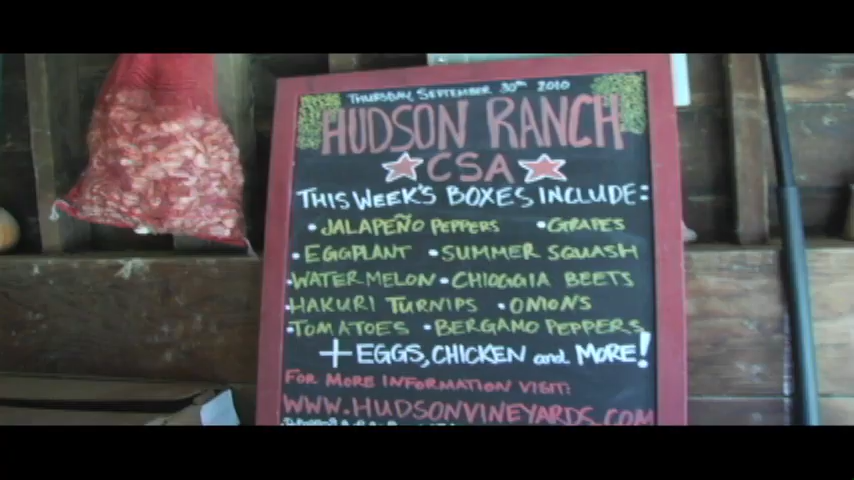 THURSDAY, SEPTEMBER 30th 2010
HUDSON RANCH
CSA
THIS WEEK'S BOXES INCLUDE:
• JALAPEÑO PEPPERS • GRAPES
• EGGPLANT • SUMMER SQUASH
• WATERMELON • CHIOGGIA BEETS
• HAKURI TURNIPS • ONIONS
• TOMATOES • BERGAMO PEPPERS
+ EGGS, CHICKEN and MORE!
FOR MORE INFORMATION VISIT:
WWW.HUDSONVINEYARDS.COM